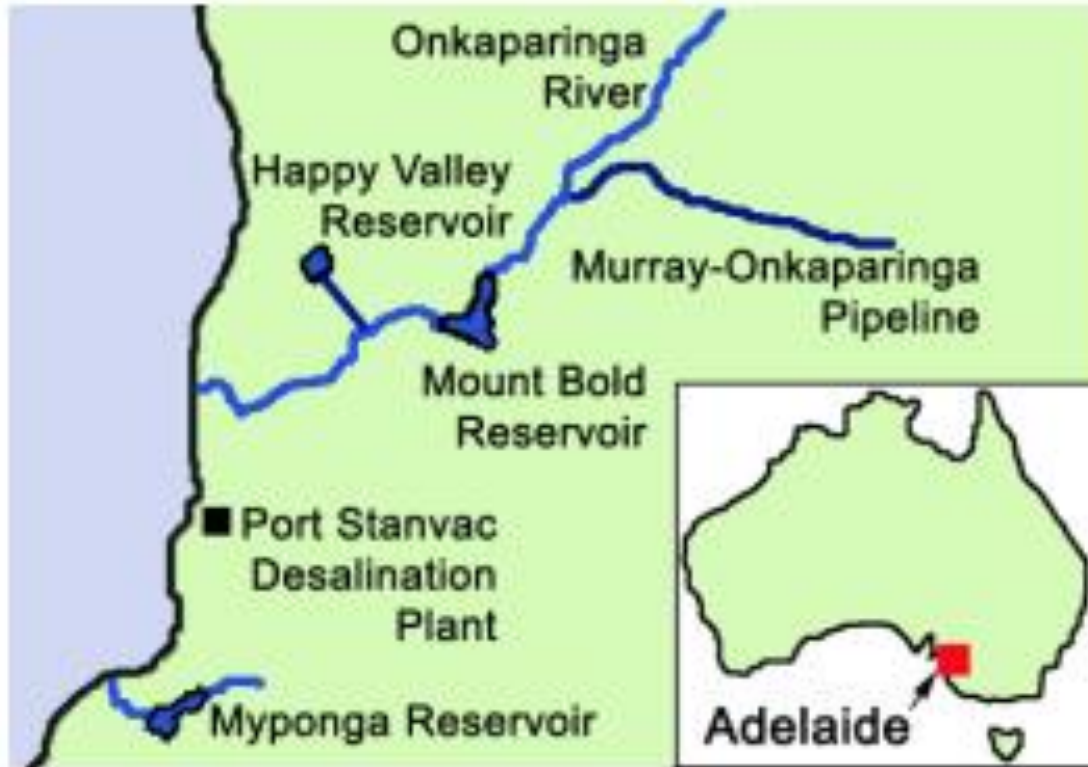 Onkaparinga
River
Happy Valley
Reservoir
Murray-Onkaparinga
Pipeline
Mount Bold
Reservoir
Port Stanvac
Desalination
Plant
Myponga Reservoir
Adelaide